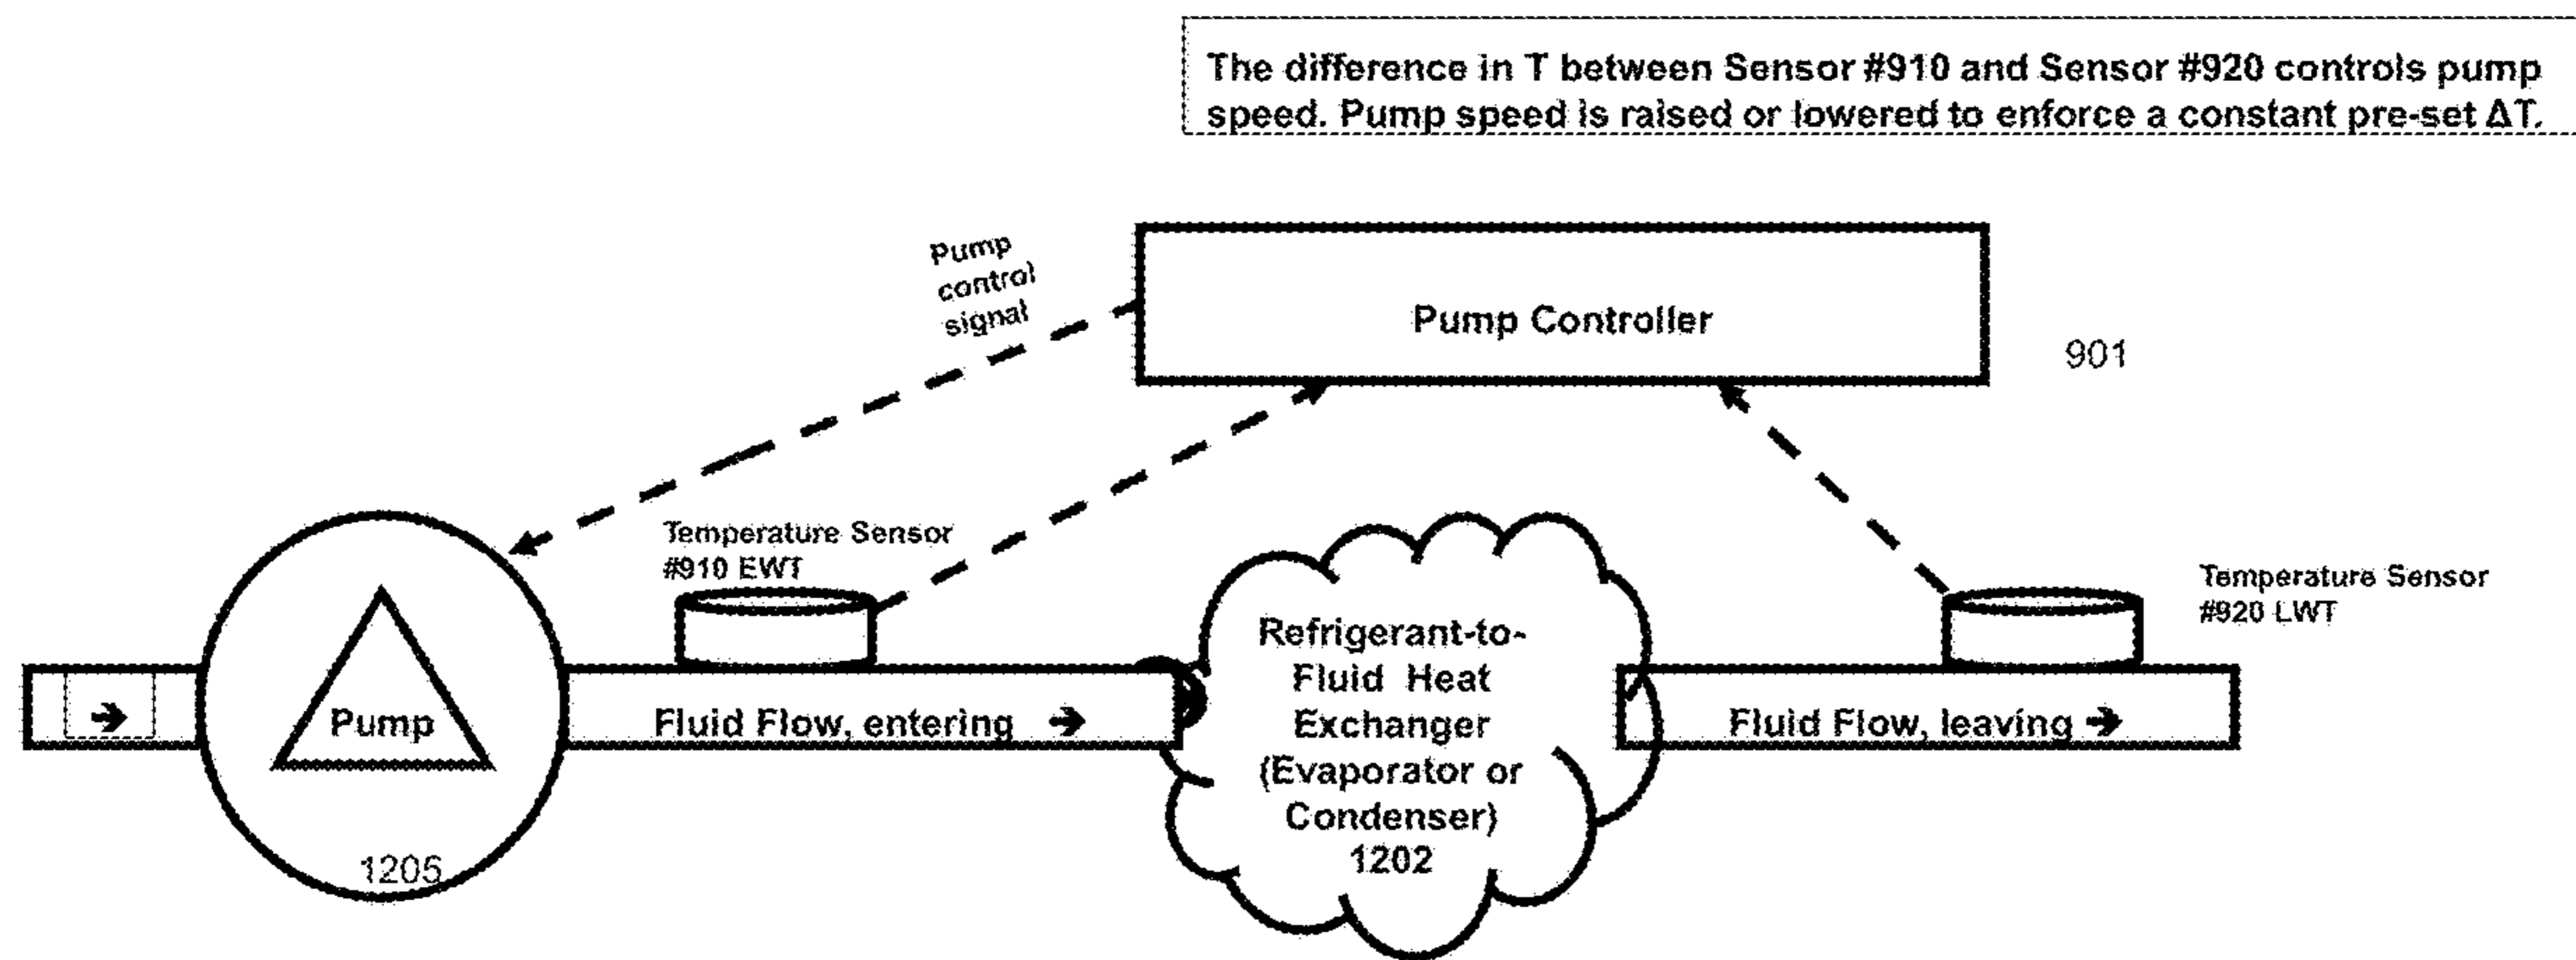 The difference in T between Sensor #910 and Sensor #920 controls pump
speed. Pump speed is raised or lowered to enforce a constant pre-set ΔT.
Pump
control
signal
Pump Controller
901
Temperature Sensor
#910 EWT
Temperature Sensor
#920 LWT
Pump
1205
Fluid Flow, entering →
Refrigerant-to-
Fluid Heat
Exchanger
(Evaporator or
Condenser)
1202
Fluid Flow, leaving →